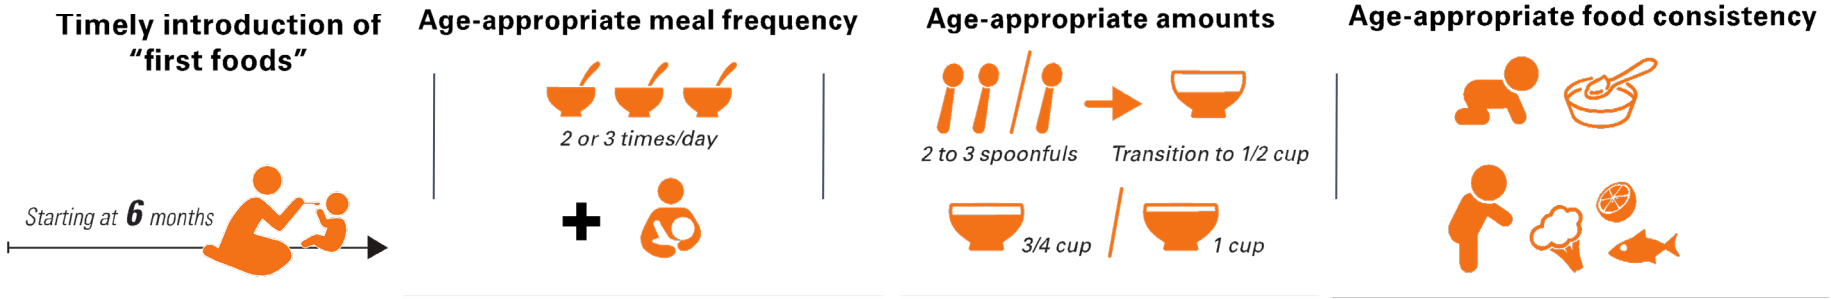 Timely introduction of
“first foods”
Starting at 6 months
Age-appropriate meal frequency
2 or 3 times/day
Age-appropriate amounts
2 to 3 spoonfuls
Transition to 1/2 cup
3/4 cup
1 cup
Age-appropriate food consistency